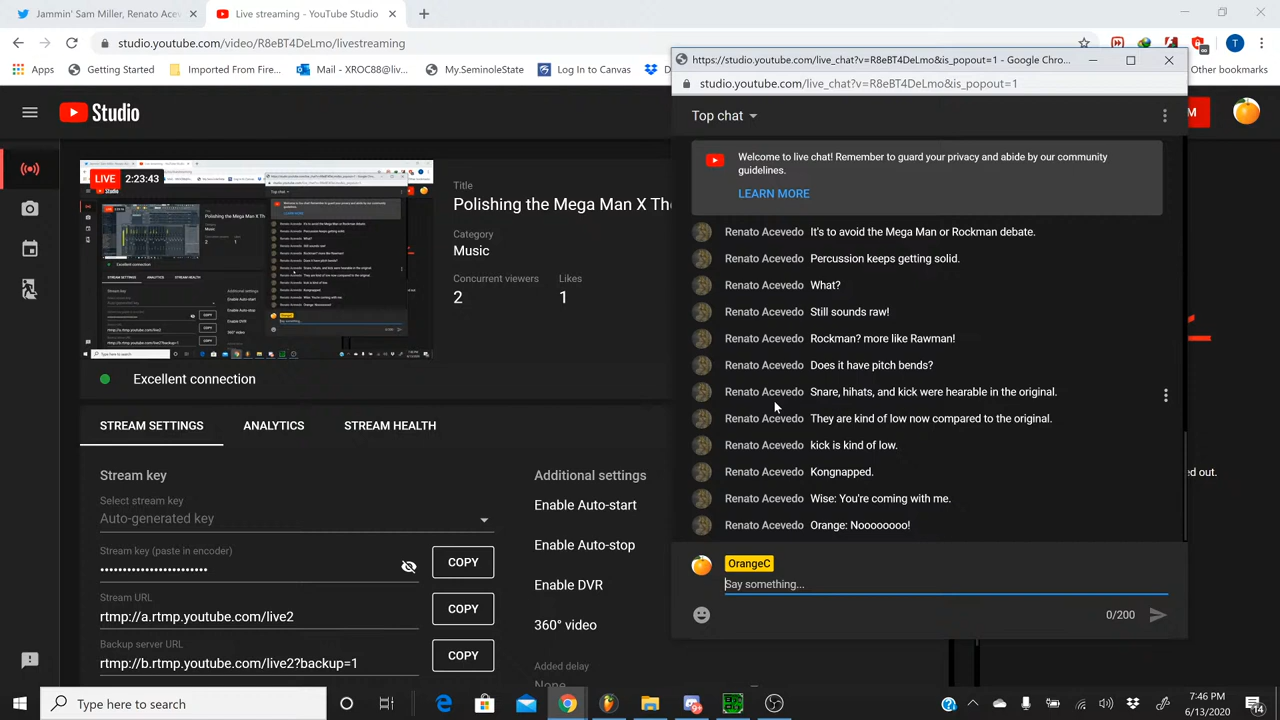 Jammin' Sam Miller, Renato Acev
Live streaming - YouTube Studio
studio.youtube.com/video/R8eBT4DeLmo/livestreaming
Apps
Getting Started
Imported From Fire
Mail - XROC88@live
My.SeminoleState
Log In to Canvas
Other bookmarks
https://studio.youtube.com/live_chat?v=R8eBT4DeLmo&is_popout=1 - Google Chro...
studio.youtube.com/live_chat?v=R8eBT4DeLmo&is_popout=1
Studio
Top chat
LIVE 2:23:43
Title
Polishing the Mega Man X Th
Category
Music
Concurrent viewers
2
Likes
1
Excellent connection
STREAM SETTINGS
ANALYTICS
STREAM HEALTH
Stream key
Select stream key
Auto-generated key
Stream key (paste in encoder)
••••••••••••••••••••••
COPY
Stream URL
rtmp://a.rtmp.youtube.com/live2
COPY
Backup server URL
rtmp://b.rtmp.youtube.com/live2?backup=1
COPY
Additional settings
Enable Auto-start
Enable Auto-stop
Enable DVR
360° video
Added delay
None
Welcome to live chat! Remember to guard your privacy and abide by our community
guidelines.
LEARN MORE
Renato Acevedo It's to avoid the Mega Man or Rockman debate.
Renato Acevedo Percussion keeps getting solid.
Renato Acevedo What?
Renato Acevedo Still sounds raw!
Renato Acevedo Rockman? more like Rawman!
Renato Acevedo Does it have pitch bends?
Renato Acevedo Snare, hihats, and kick were hearable in the original.
Renato Acevedo They are kind of low now compared to the original.
Renato Acevedo kick is kind of low.
Renato Acevedo Kongnapped.
Renato Acevedo Wise: You're coming with me.
Renato Acevedo Orange: Noooooooo!
ed out.
OrangeC
Say something...
0/200
Type here to search
7:46 PM
6/13/2020
14